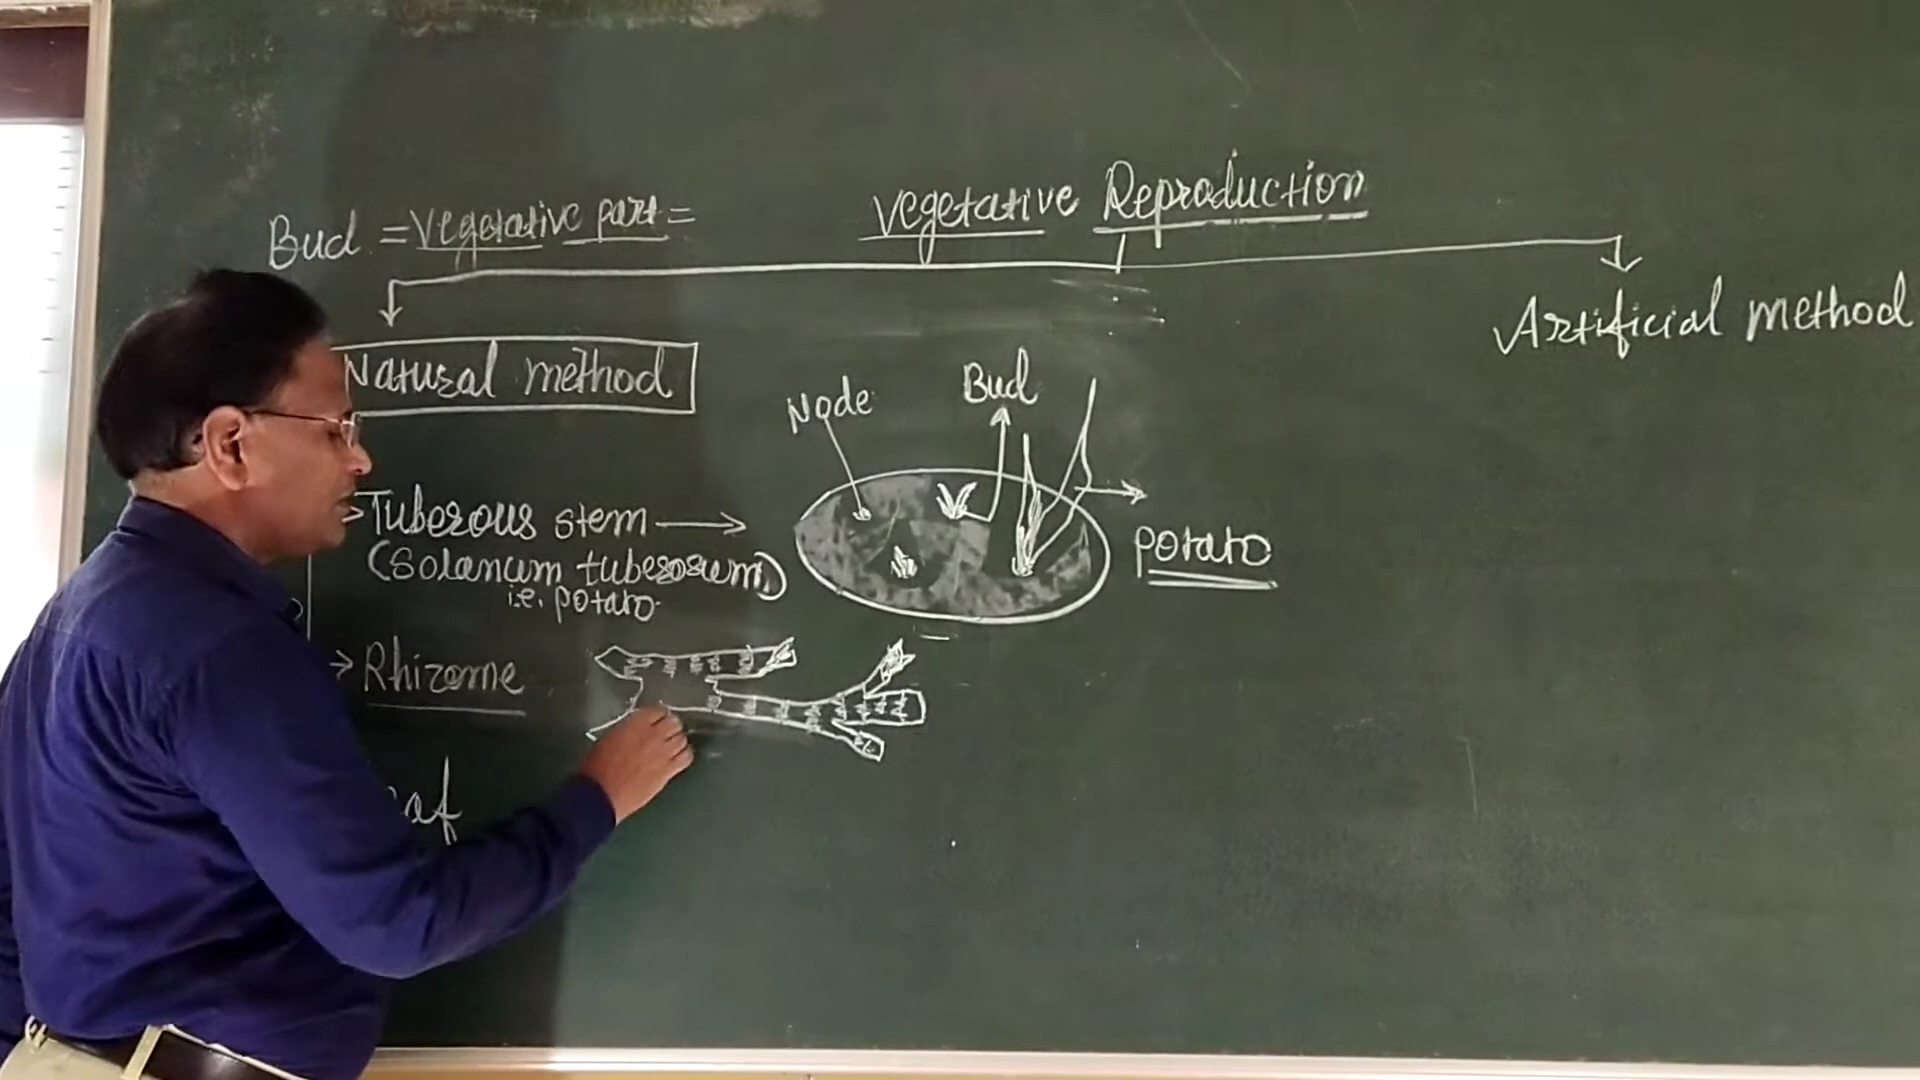 Bud = Vegetative part =
Vegetative Reproduction
Natural method
Artificial method
Node
Bud
Tuberous stem
(Solanum tuberosum)
i.e. potato
potato
Rhizome